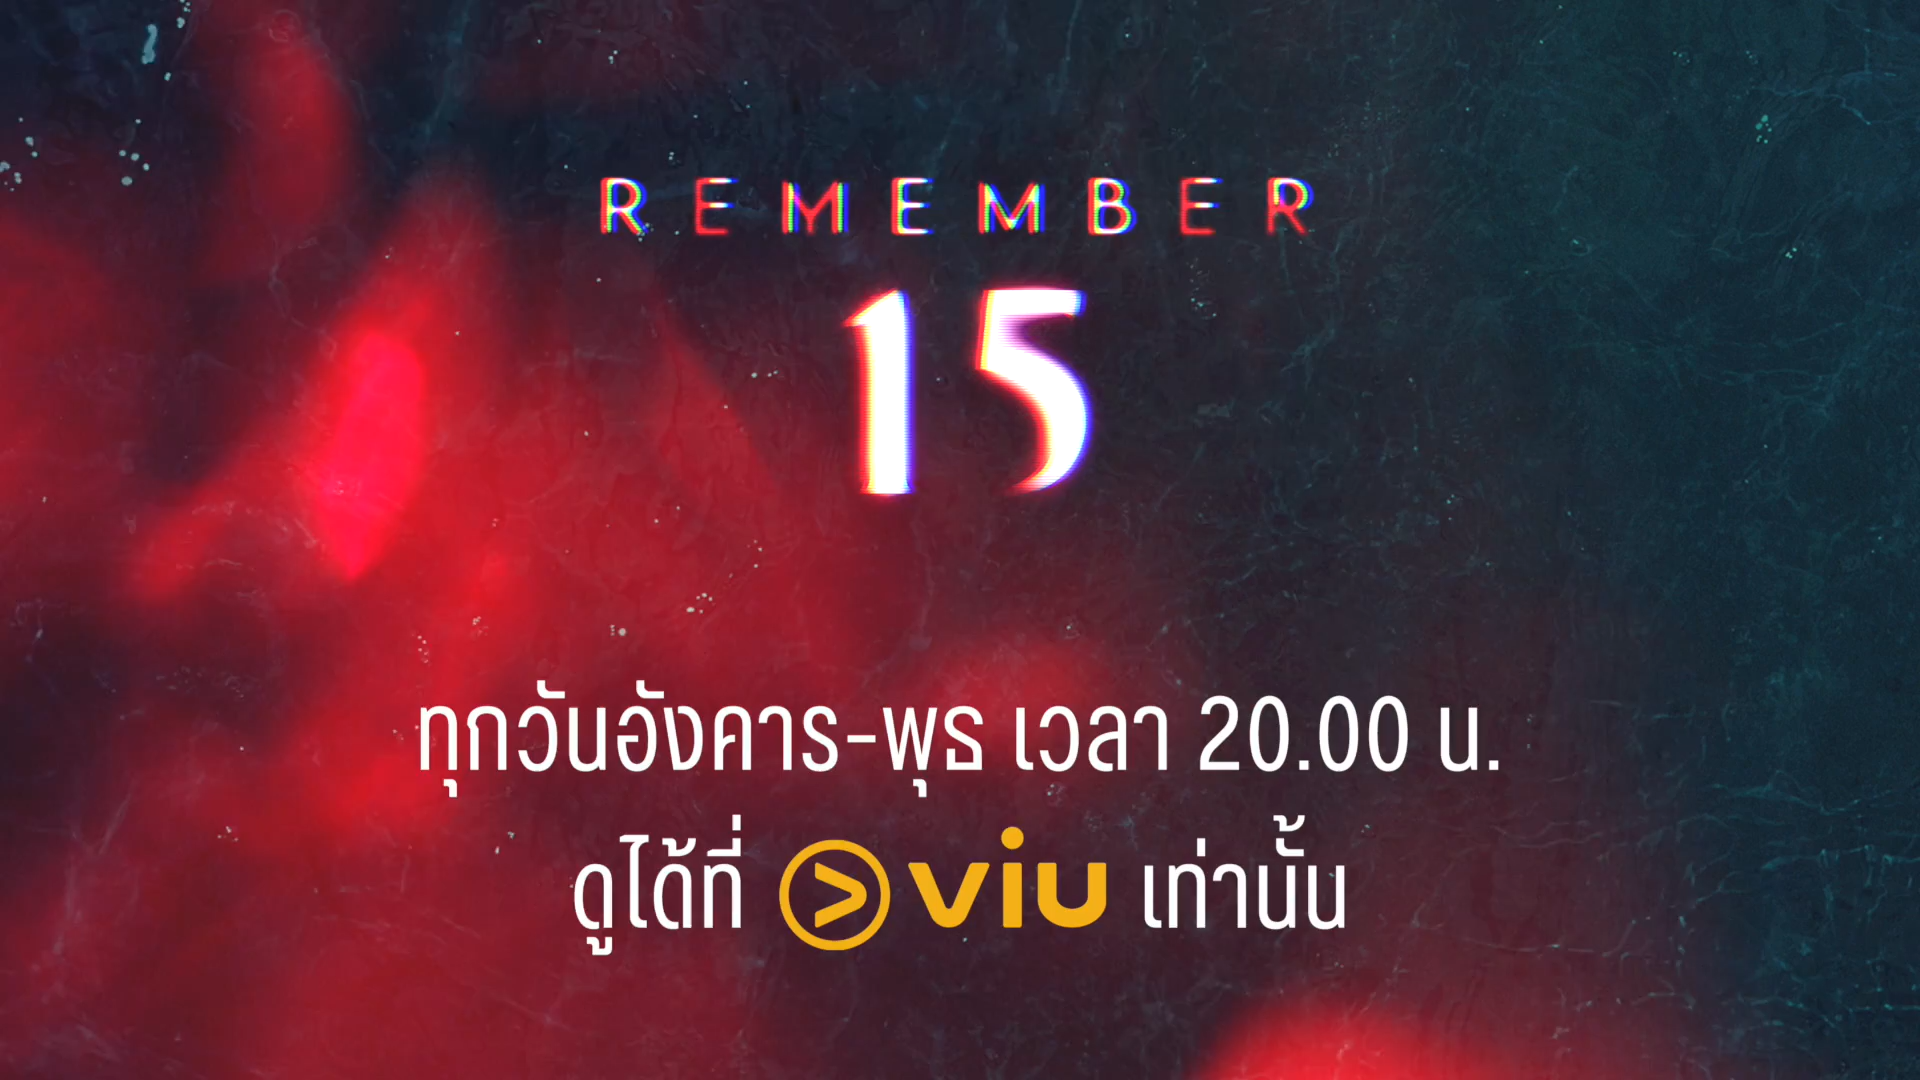 REMEMBER
15
ทุกวันอังคาร-พุธ เวลา 20.00 น.
ดูได้ที่ viu เท่านั้น